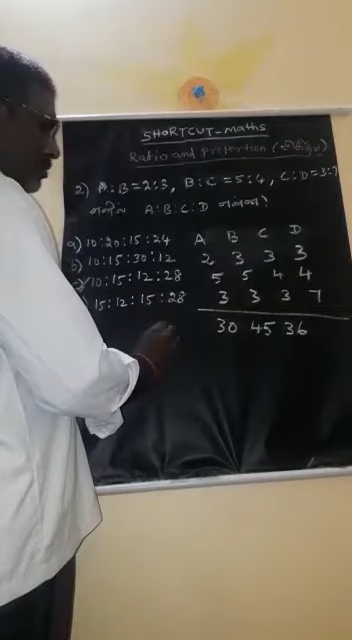 SHORTCUT-Maths
Ratio and proportion
2) A:B=2:3, B:C=5:4, C:D=3:7
எனில் A:B:C:D என்ன?
a) 10:20:15:24
b) 10:15:30:12
c) 10:15:12:28
15:12:15:28
A B C D
2 3 3 3
5 5 4 4
3 3 3 7
30 45 36